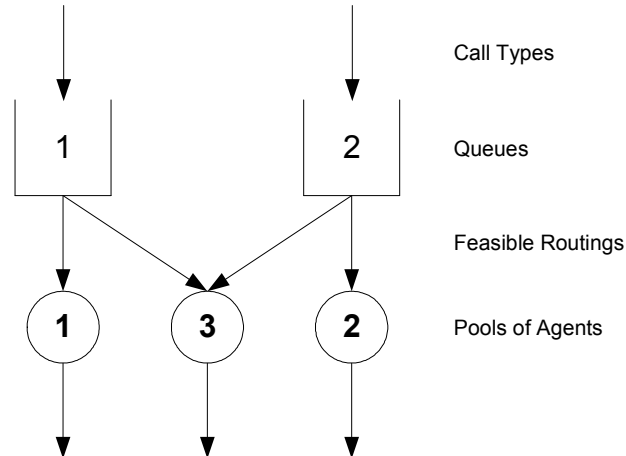 Call Types
1
2
Queues
Feasible Routings
1
3
2
Pools of Agents